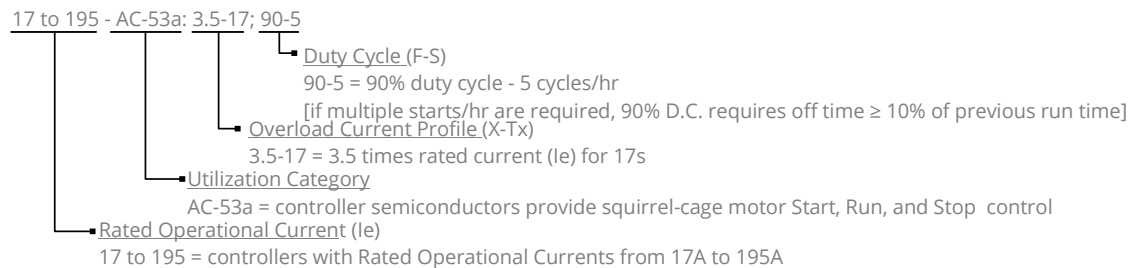 17 to 195 - AC-53a: 3.5-17; 90-5
Duty Cycle (F-S)
90-5 = 90% duty cycle - 5 cycles/hr
[if multiple starts/hr are required, 90% D.C. requires off time ≥ 10% of previous run time]
Overload Current Profile (X-Tx)
3.5-17 = 3.5 times rated current (Ie) for 17s
Utilization Category
AC-53a = controller semiconductors provide squirrel-cage motor Start, Run, and Stop control
Rated Operational Current (Ie)
17 to 195 = controllers with Rated Operational Currents from 17A to 195A